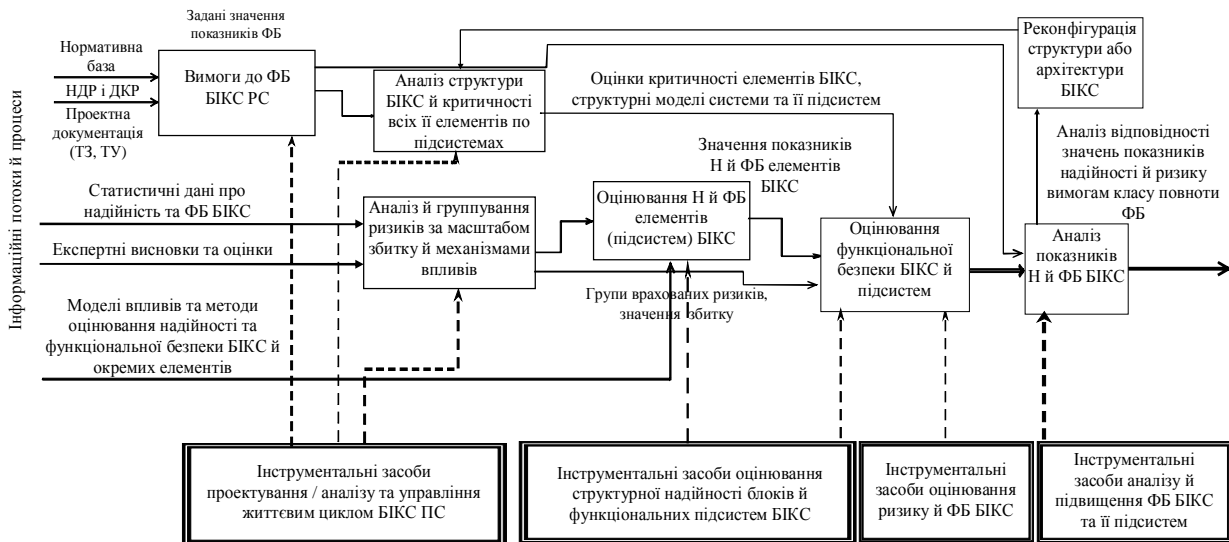 Інформаційні потоки й процеси
Задані значення
показників ФБ
Нормативна
база
НДР і ДКР
Проектна
документація
(ТЗ, ТУ)
Вимоги до ФБ
БІКС РС
Аналіз структури
БІКС й критичності
всіх її елементів по
підсистемах
Оцінки критичності елементів БІКС,
структурні моделі системи та її підсистем
Реконфігурація
структури або
архітектури
БІКС
Аналіз відповідності
значень показників
надійності й ризику
вимогам класу повноти
ФБ
Значення показників
Н й ФБ елементів
БІКС
Статистичні дані про
надійність та ФБ БІКС
Експертні висновки та оцінки
Аналіз й группування
ризиків за масштабом
збитку й механізмами
впливів
Оцінювання Н й ФБ
елементів
(підсистем) БІКС
Оцінювання
функціональної
безпеки БІКС й
підсистем
Аналіз
показників
Н й ФБ БІКС
Групи врахованих ризиків,
значення збитку
Моделі впливів та методи
оцінювання надійності та
функціональної безпеки БІКС й
окремих елементів
Інструментальні засоби
проектування / аналізу та управління
життєвим циклом БІКС ПС
Інструментальні засоби оцінювання
структурної надійності блоків й
функціональних підсистем БІКС
Інструментальні
засоби оцінювання
ризику й ФБ БІКС
Інструментальні
засоби аналізу й
підвищення ФБ БІКС
та її підсистем